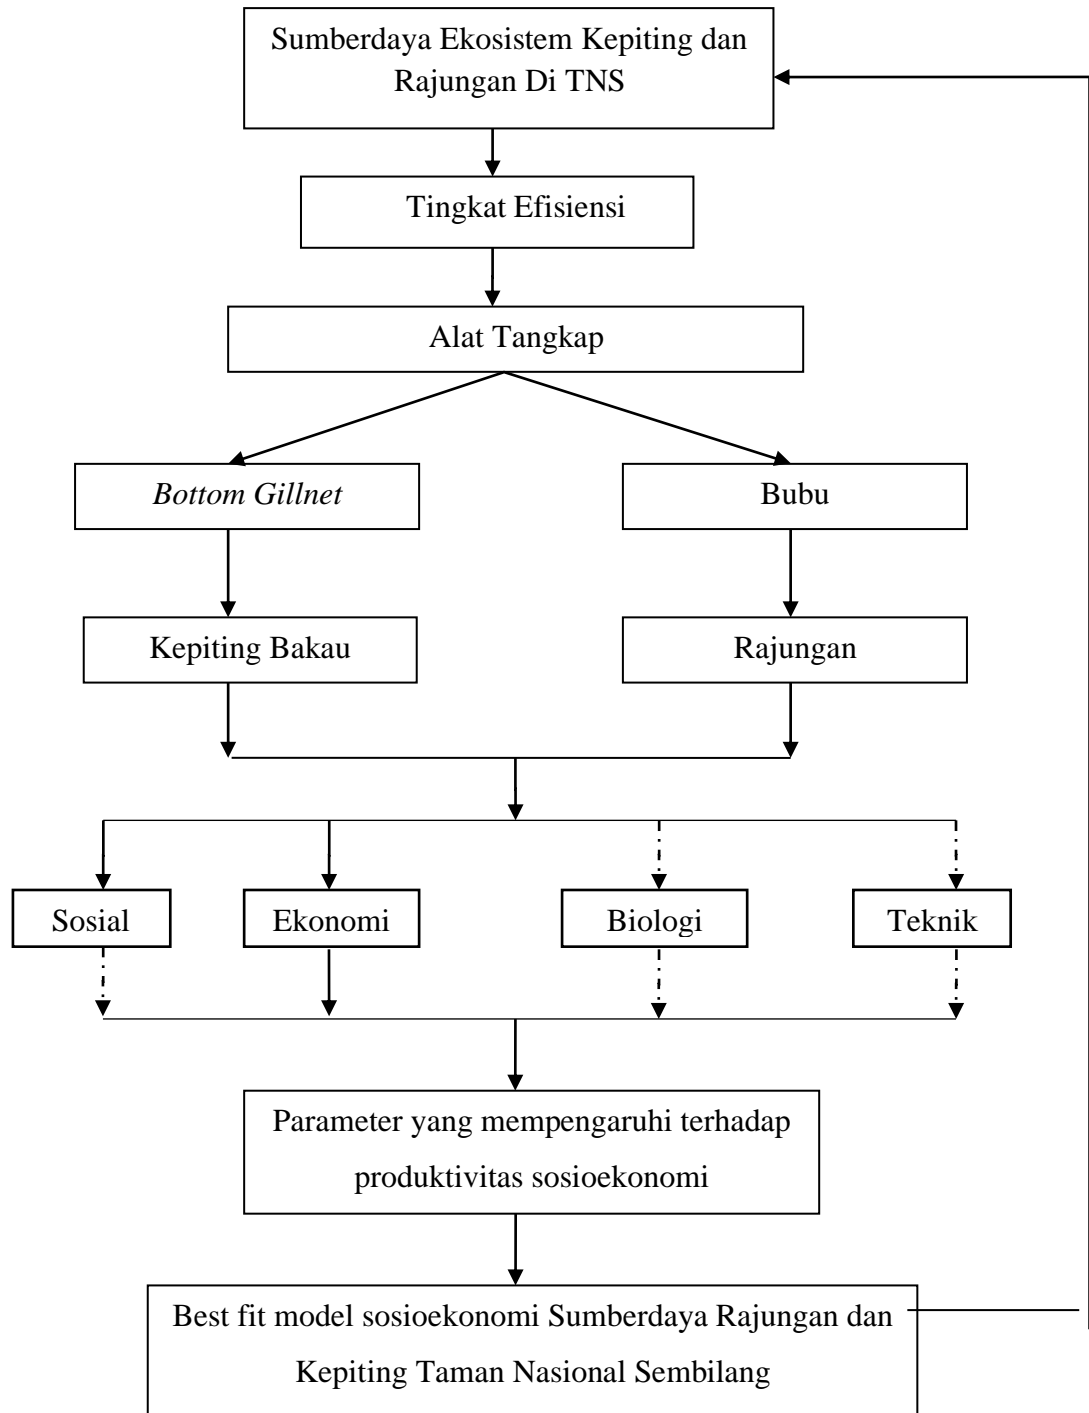 Sumberdaya Ekosistem Kepiting dan
Rajungan Di TNS
Tingkat Efisiensi
Alat Tangkap
Bottom Gillnet
Bubu
Kepiting Bakau
Rajungan
Sosial
Ekonomi
Biologi
Teknik
Parameter yang mempengaruhi terhadap
produktivitas sosioekonomi
Best fit model sosioekonomi Sumberdaya Rajungan dan
Kepiting Taman Nasional Sembilang